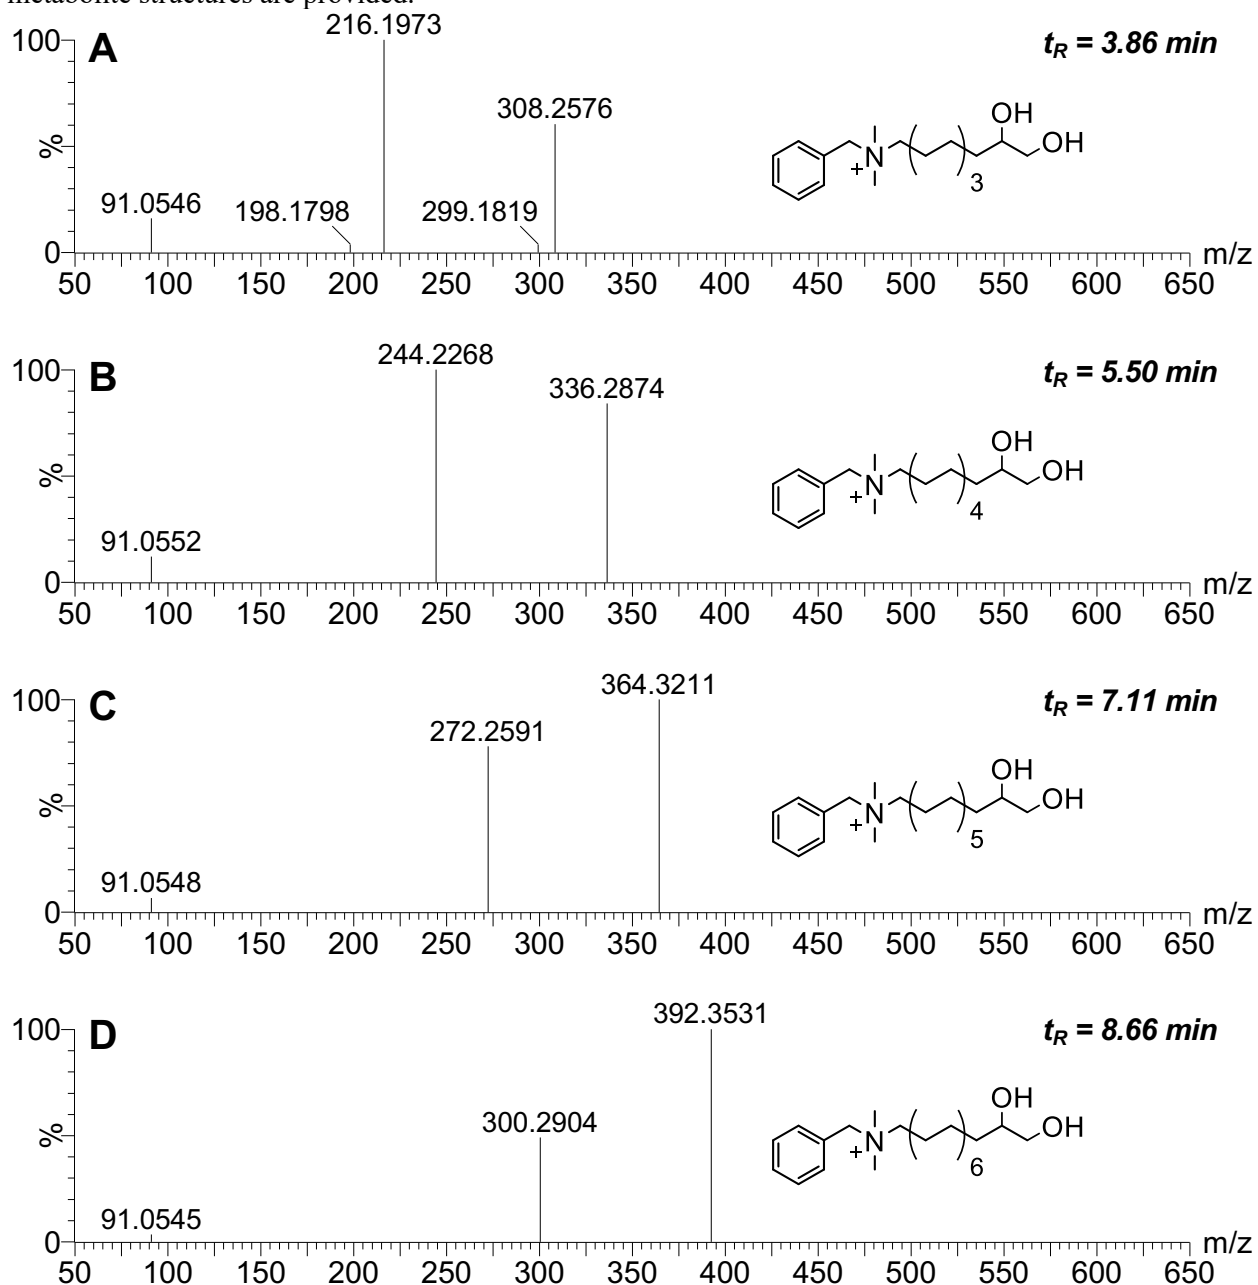 metabolite structures are provided.
A
216.1973
tR = 3.86 min
100
308.2576
OH
OH
N
+
3
%
91.0546
198.1798
299.1819
0
50 100 150 200 250 300 350 400 450 500 550 600 650
m/z
B
244.2268
tR = 5.50 min
100
336.2874
OH
OH
N
+
4
%
91.0552
0
50 100 150 200 250 300 350 400 450 500 550 600 650
m/z
C
364.3211
tR = 7.11 min
100
272.2591
OH
OH
N
+
5
%
91.0548
0
50 100 150 200 250 300 350 400 450 500 550 600 650
m/z
D
392.3531
tR = 8.66 min
100
300.2904
OH
OH
N
+
6
%
91.0545
0
50 100 150 200 250 300 350 400 450 500 550 600 650
m/z